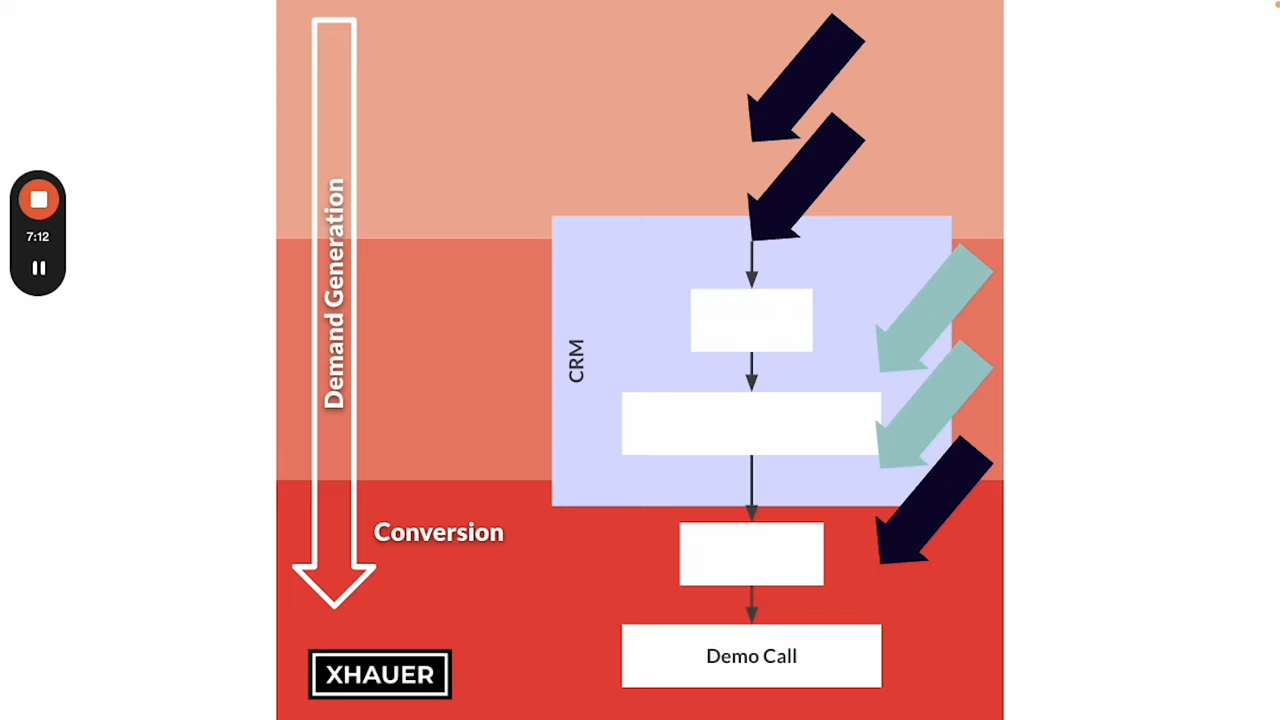 7:12
Demand Generation
CRM
Conversion
Demo Call
XHAUER